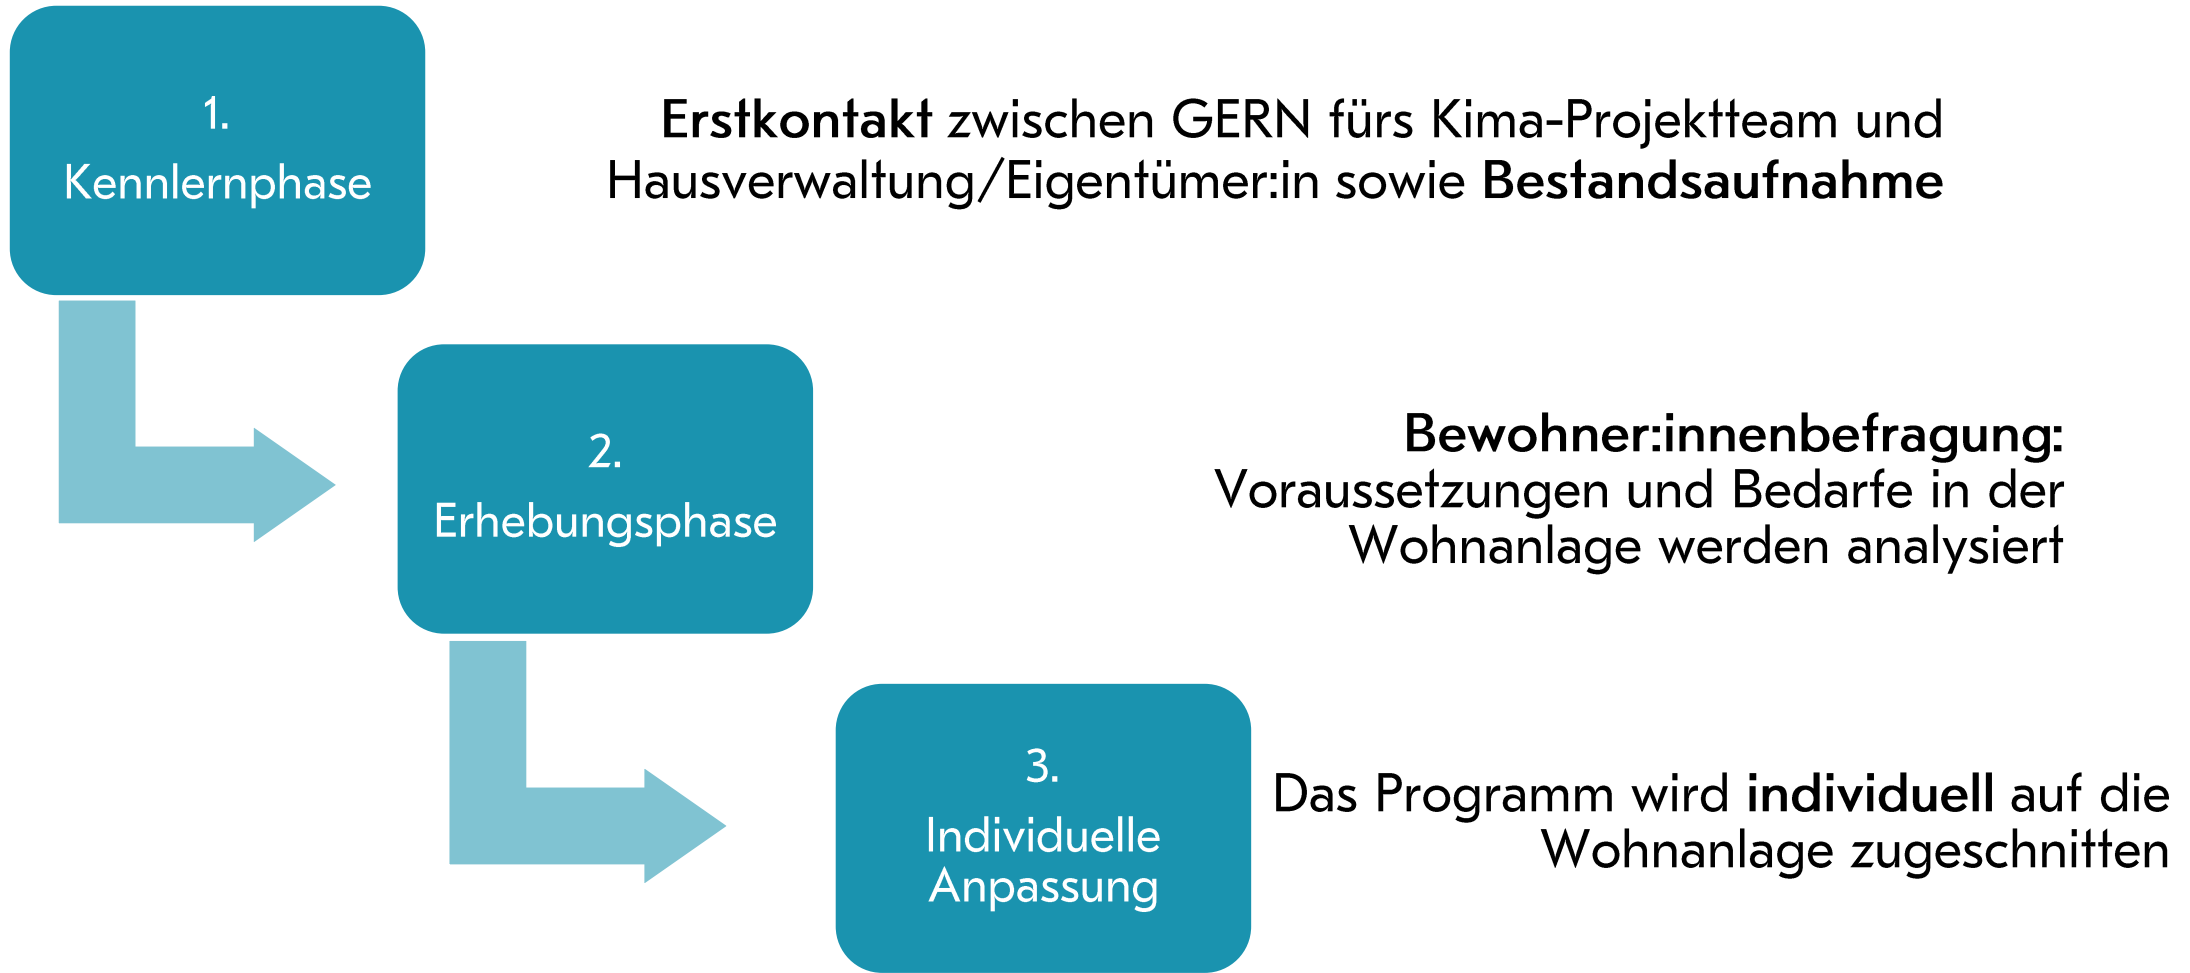 1.
Kennlernphase
Erstkontakt zwischen GERN fürs Kima-Projektteam und
Hausverwaltung/Eigentümer:in sowie Bestandsaufnahme
2.
Erhebungsphase
Bewohner:innenbefragung:
Voraussetzungen und Bedarfe in der
Wohnanlage werden analysiert
3.
Individuelle
Anpassung
Das Programm wird individuell auf die
Wohnanlage zugeschnitten